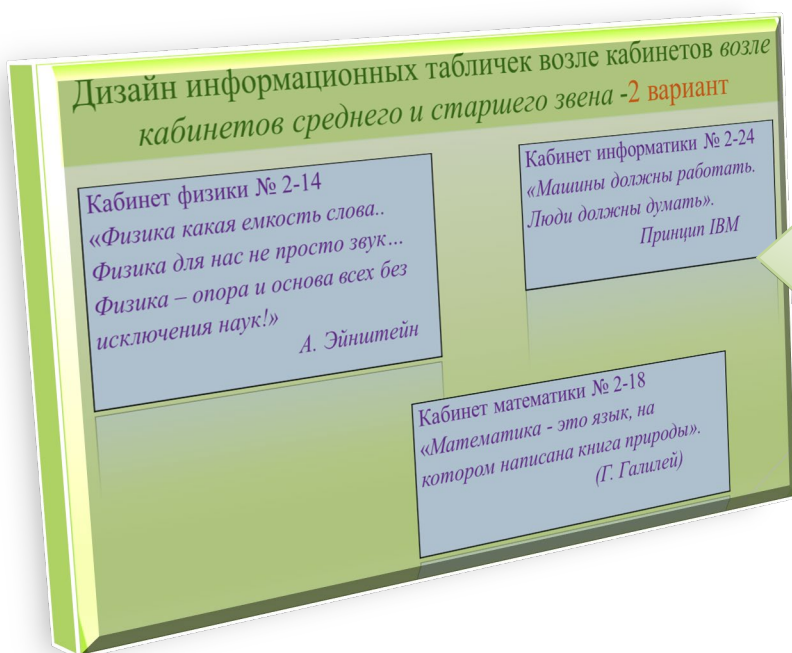 Дизайн информационных табличек возле кабинетов возле
кабинетов среднего и старшего звена -2 вариант
Кабинет физики № 2-14
«Физика какая емкость слова..
Физика для нас не просто звук...
Физика – опора и основа всех без
исключения наук!»
А. Эйнштейн
Кабинет информатики № 2-24
«Машины должны работать.
Люди должны думать».
Принцип IBM
Кабинет математики № 2-18
«Математика - это язык, на
котором написана книга природы».
(Г. Галилей)